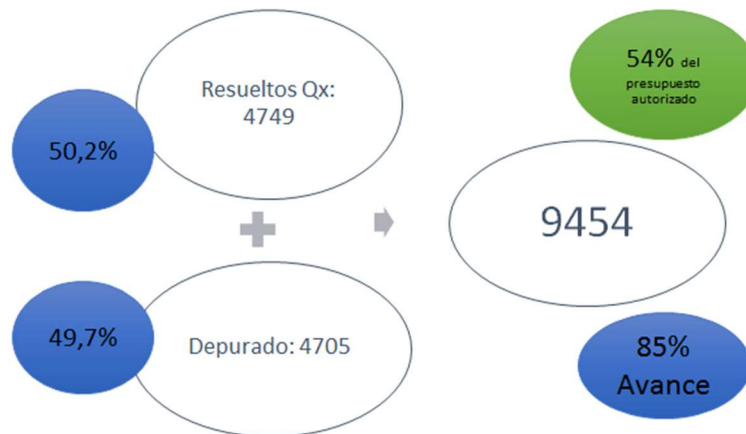 50,2%
Resueltos Qx:
4749
49,7%
Depurado: 4705
54% del
presupuesto
autorizado
9454
85%
Avance